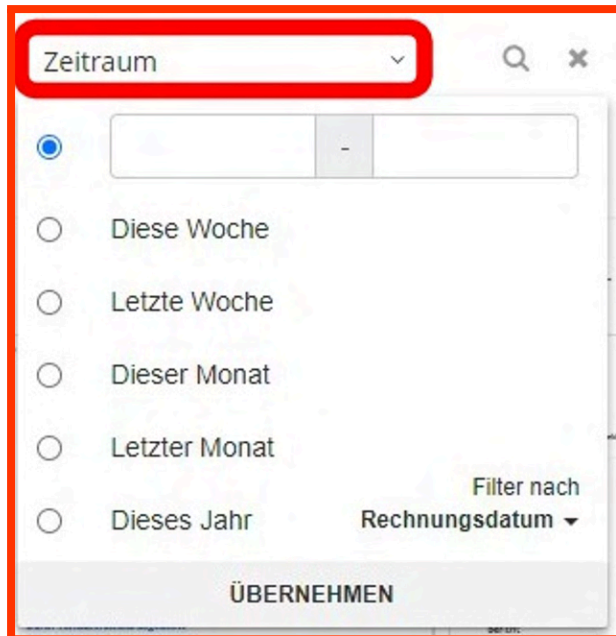 Zeitraum
-
Diese Woche
Letzte Woche
Dieser Monat
Letzter Monat
Filter nach
Dieses Jahr Rechnungsdatum
ÜBERNEHMEN